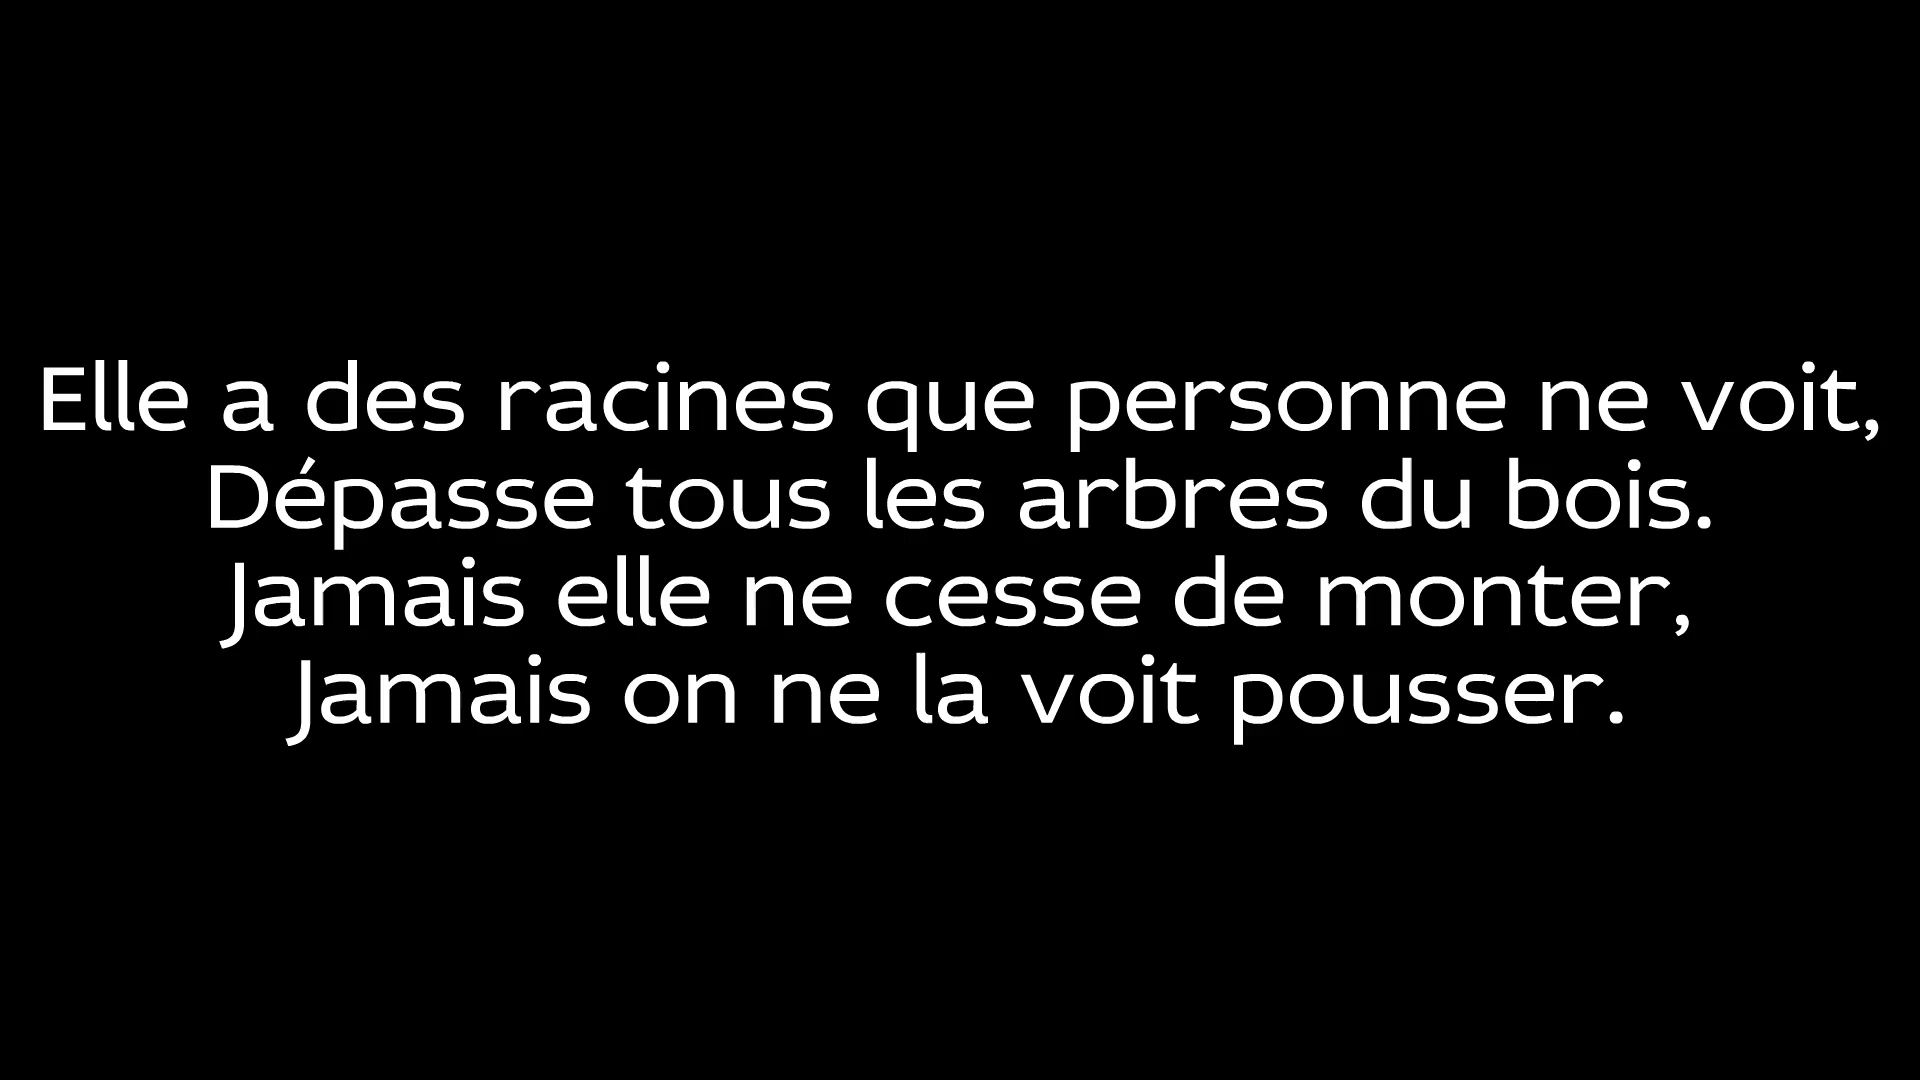 Elle a des racines que personne ne voit,
Dépasse tous les arbres du bois.
Jamais elle ne cesse de monter,
Jamais on ne la voit pousser.